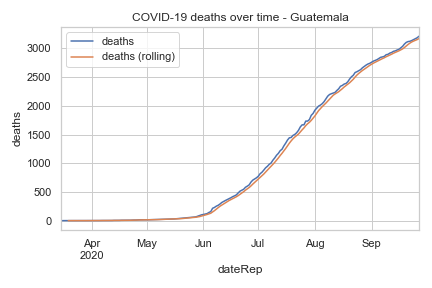 COVID-19 deaths over time - Guatemala
deaths
deaths (rolling)
3000
2500
2000
1500
1000
500
0
deaths
Apr
2020
May
Jun
Jul
Aug
Sep
dateRep